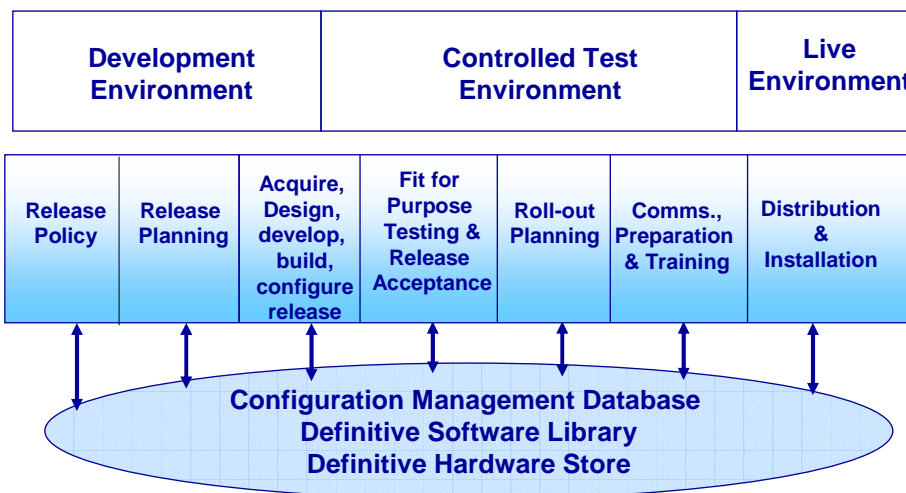 Development
Environment
Controlled Test
Environment
Live
Environment
Release
Policy
Release
Planning
Acquire,
Design,
develop,
build,
configure
release
Fit for
Purpose
Testing &
Release
Acceptance
Roll-out
Planning
Comms.,
Preparation
& Training
Distribution
&
Installation
Configuration Management Database
Definitive Software Library
Definitive Hardware Store